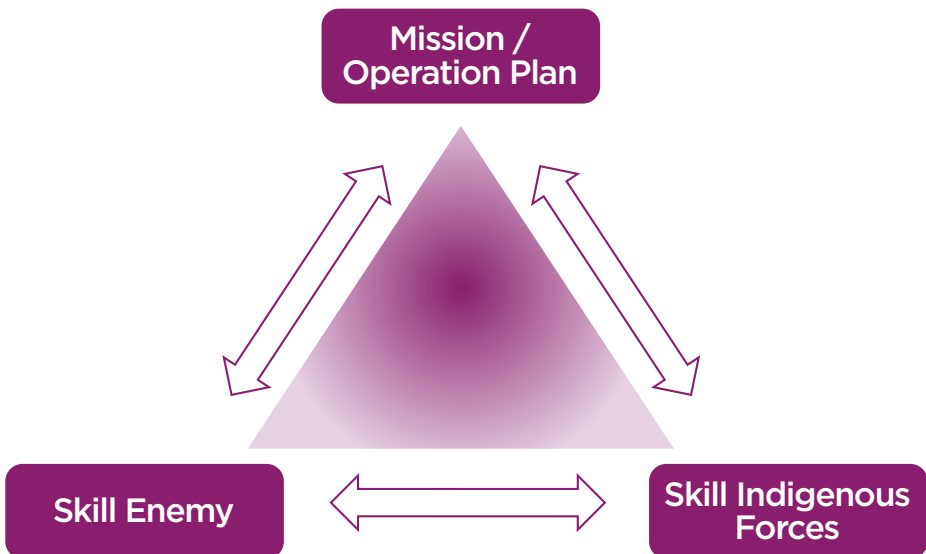 Mission /
Operation Plan
Skill Enemy
Skill Indigenous
Forces